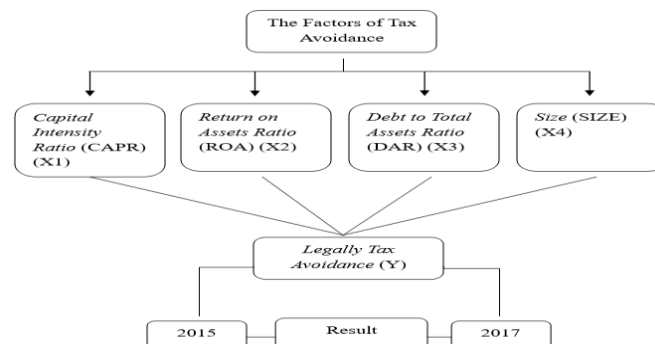 The Factors of Tax
Avoidance
Capital
Intensity
Ratio (CAPR)
(X1)
Return on
Assets Ratio
(ROA) (X2)
Debt to Total
Assets Ratio
(DAR) (X3)
Size (SIZE)
(X4)
Legally Tax
Avoidance (Y)
2015
Result
2017